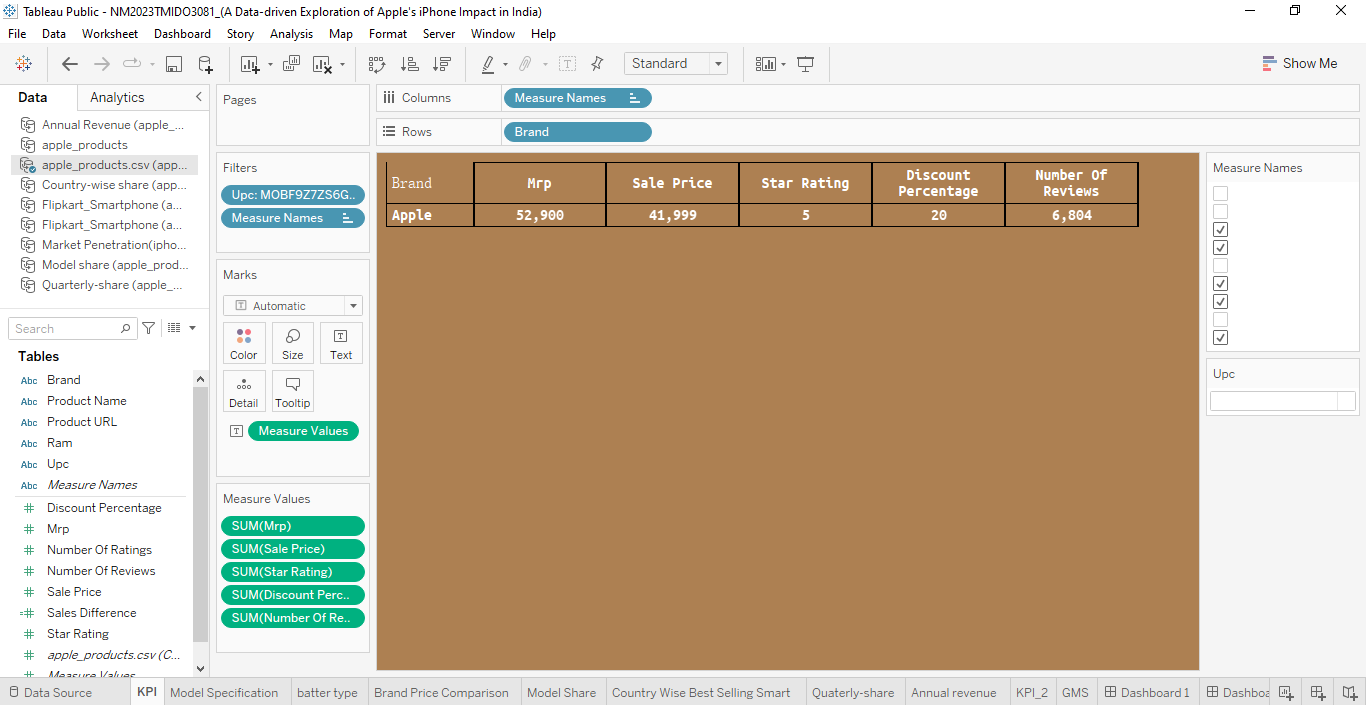 Tableau Public - NM2023TMIDO3081_(A Data-driven Exploration of Apple's iPhone Impact in India)
File Data Worksheet Dashboard Story Analysis Map Format Server Window Help
Standard
Show Me
Data Analytics
Annual Revenue (apple_...
apple_products
apple_products.csv (app...
Country-wise share (app...
Flipkart_Smartphone (a...
Flipkart_Smartphone (a...
Market Penetration(ipho...
Model share (apple_prod...
Quarterly-share (apple_...
Search
Tables
Abc Brand
Abc Product Name
Abc Product URL
Abc Ram
Abc Upc
Abc Measure Names
# Discount Percentage
# Mrp
# Number Of Ratings
# Number Of Reviews
# Sale Price
=# Sales Difference
# Star Rating
# apple_products.csv (C...
# Measure Values
Pages
Filters
Upc: MOBF9Z7ZS6G..
Measure Names
Marks
T Automatic
Color Size Text
Detail Tooltip
T Measure Values
Measure Values
SUM(Mrp)
SUM(Sale Price)
SUM(Star Rating)
SUM(Discount Perc..
SUM(Number Of Re..
Columns Measure Names
Rows Brand
Brand Mrp Sale Price Star Rating Discount Percentage Number Of Reviews
Apple 52,900 41,999 5 20 6,804
Measure Names
Upc
Data Source KPI Model Specification batter type Brand Price Comparison Model Share Country Wise Best Selling Smart Quaterly-share Annual revenue KPI_2 GMS Dashboard 1 Dashboa